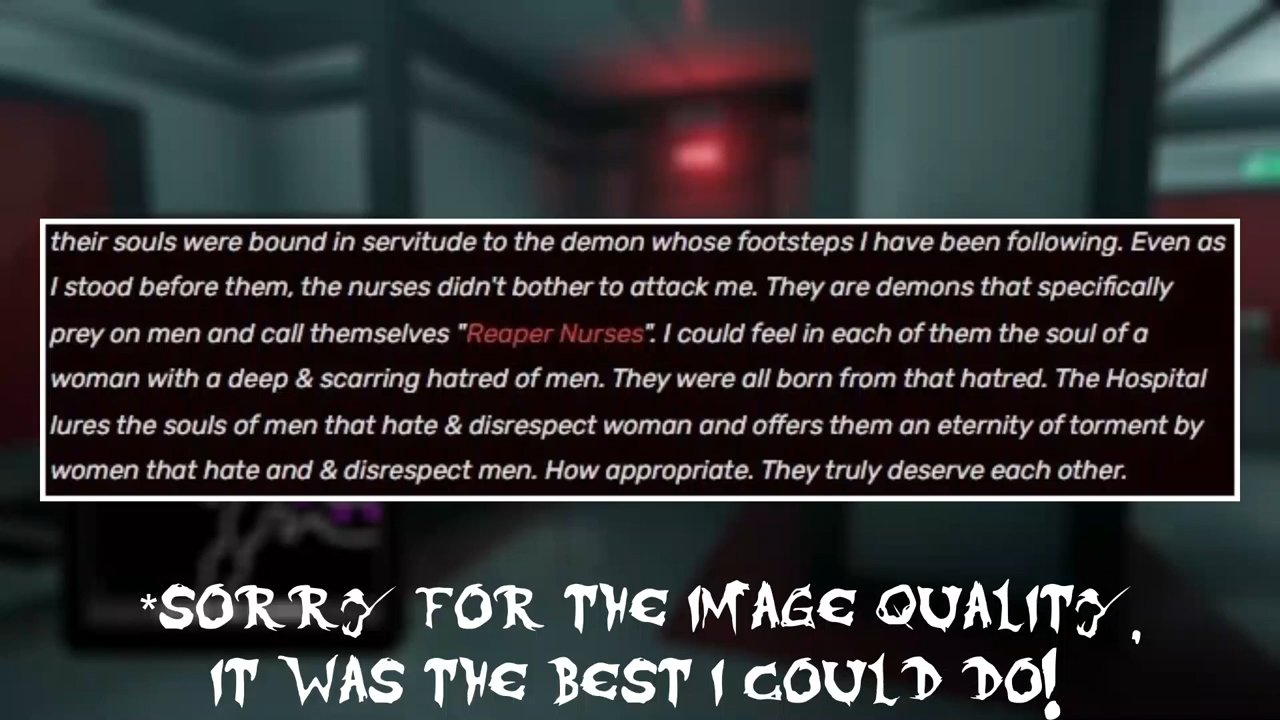 their souls were bound in servitude to the demon whose footsteps I have been following. Even as
I stood before them, the nurses didn't bother to attack me. They are demons that specifically
prey on men and call themselves "Reaper Nurses". I could feel in each of them the soul of a
woman with a deep & scarring hatred of men. They were all born from that hatred. The Hospital
lures the souls of men that hate & disrespect woman and offers them an eternity of torment by
women that hate and & disrespect men. How appropriate. They truly deserve each other.
*SORRY FOR THE IMAGE QUALITY,
IT WAS THE BEST I COULD DO!